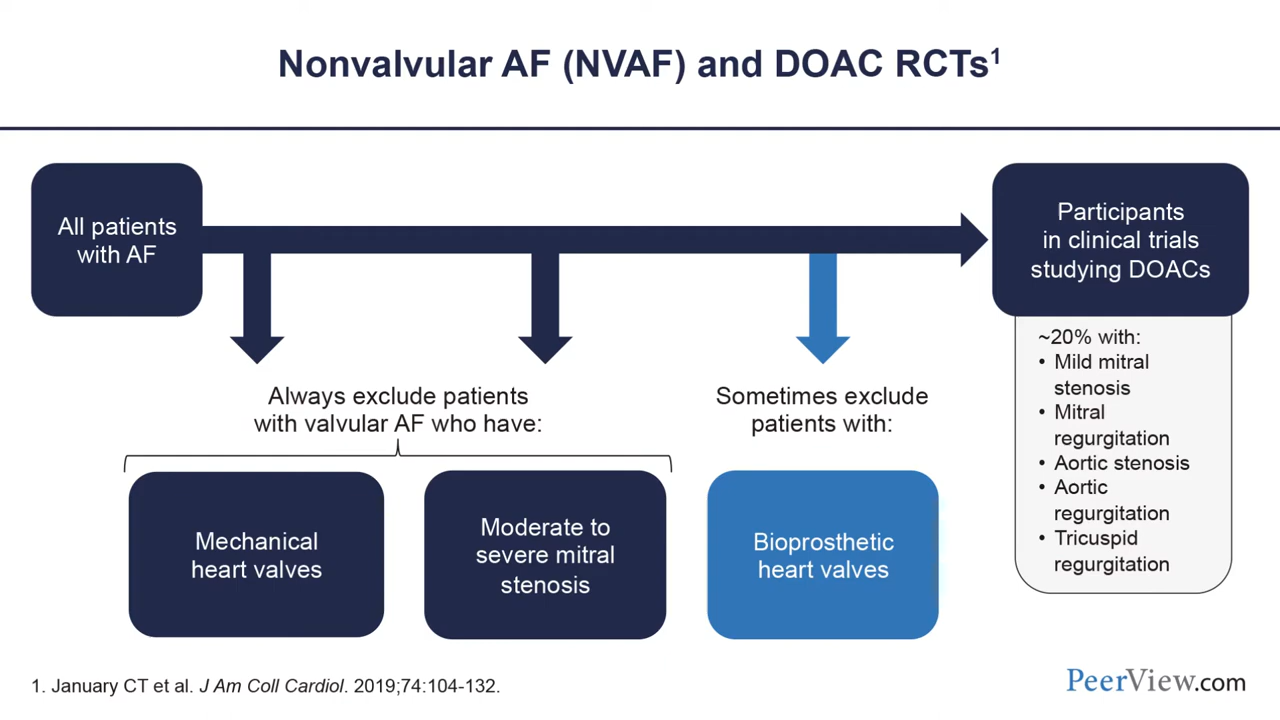 Nonvalvular AF (NVAF) and DOAC RCTs1
All patients
with AF
Participants
in clinical trials
studying DOACs
~20% with:
• Mild mitral
stenosis
• Mitral
regurgitation
• Aortic stenosis
• Aortic
regurgitation
• Tricuspid
regurgitation
Always exclude patients
with valvular AF who have:
Sometimes exclude
patients with:
Mechanical
heart valves
Moderate to
severe mitral
stenosis
Bioprosthetic
heart valves
1. January CT et al. J Am Coll Cardiol. 2019;74:104-132.
PeerView.com